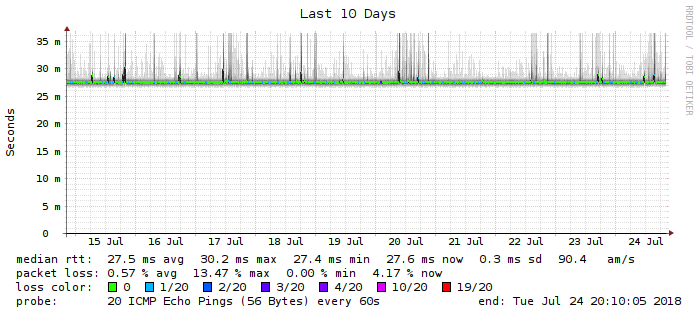 Last 10 Days
RRDTOOL / TOBI OETIKER
Seconds
35 m
30 m
25 m
20 m
15 m
10 m
5 m
0
15 Jul 16 Jul 17 Jul 18 Jul 19 Jul 20 Jul 21 Jul 22 Jul 23 Jul 24 Jul
median rtt: 27.5 ms avg 30.2 ms max 27.4 ms min 27.6 ms now 0.3 ms sd 90.4 am/s
packet loss: 0.57 % avg 13.47 % max 0.00 % min 4.17 % now
loss color: 0 1/20 2/20 3/20 4/20 10/20 19/20
probe: 20 ICMP Echo Pings (56 Bytes) every 60s end: Tue Jul 24 20:10:05 2018